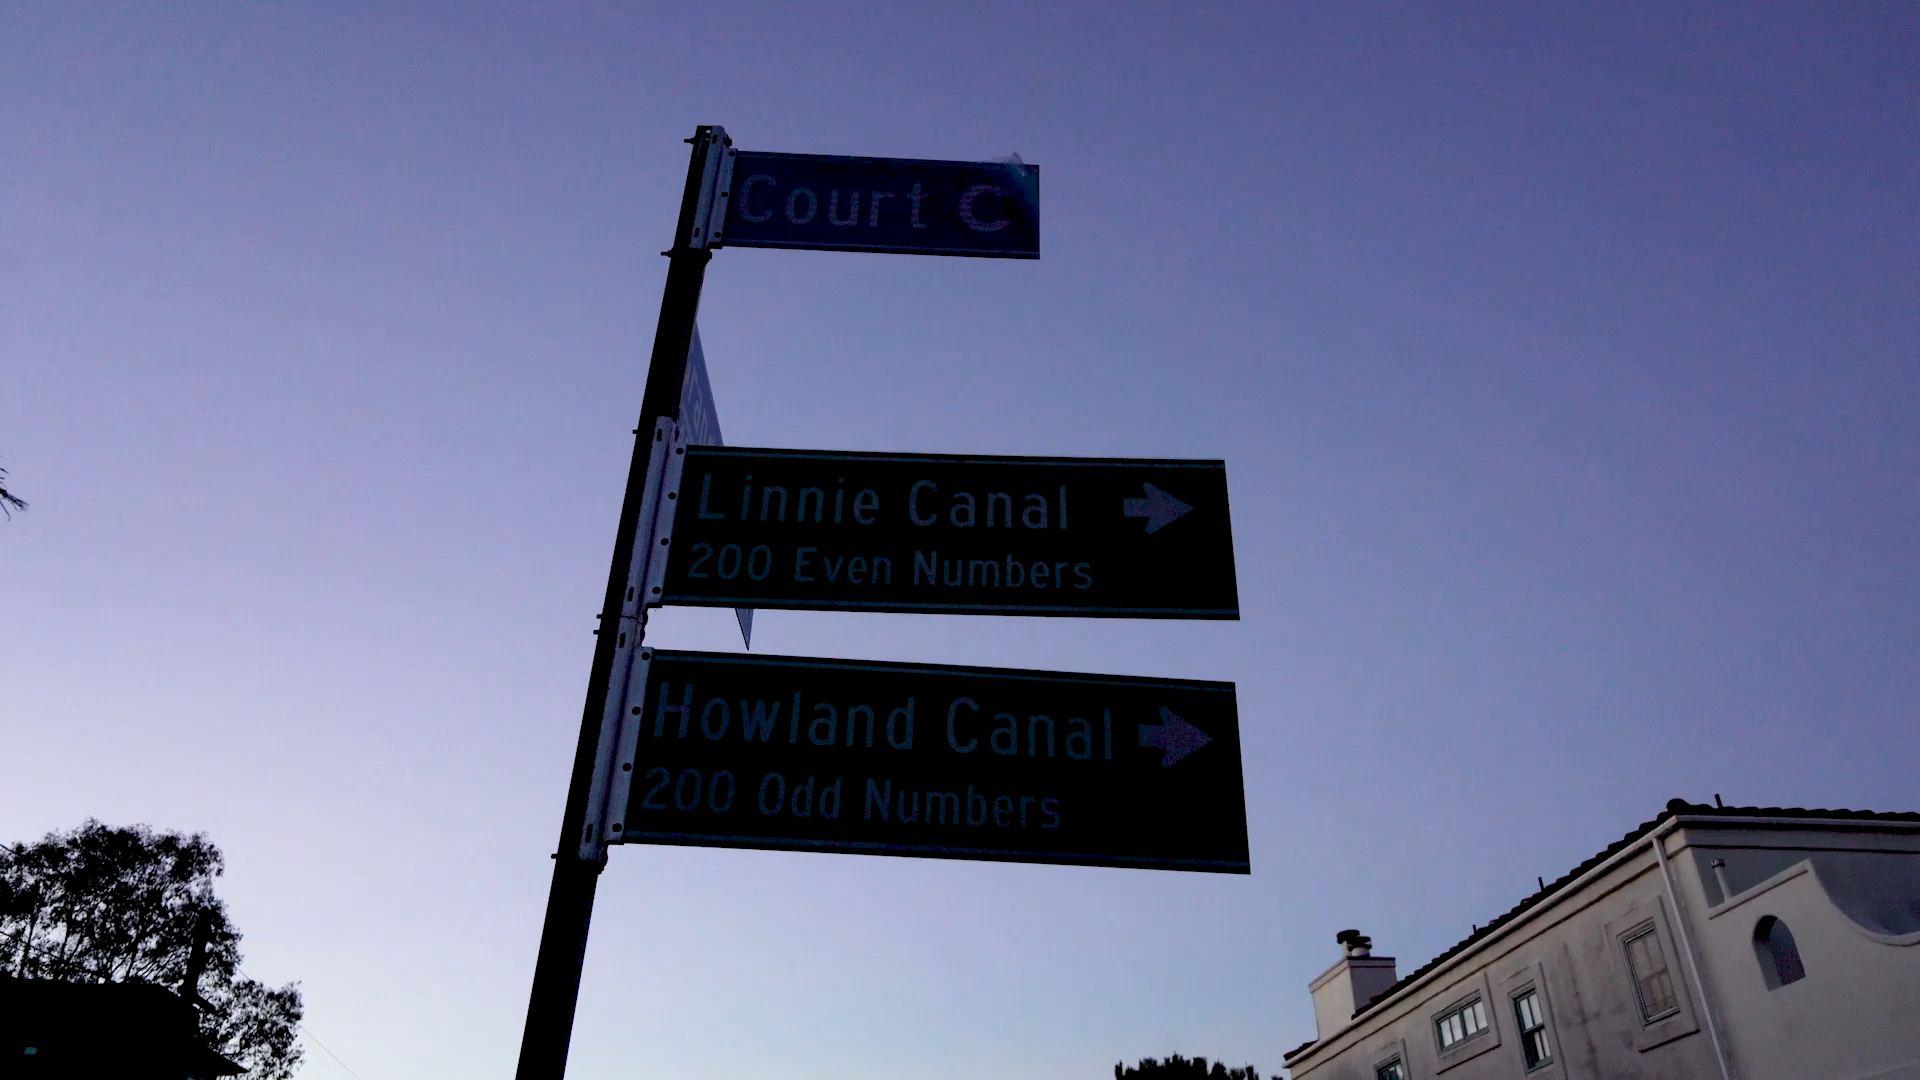 Court C
Linnie Canal
200 Even Numbers
Howland Canal
200 Odd Numbers